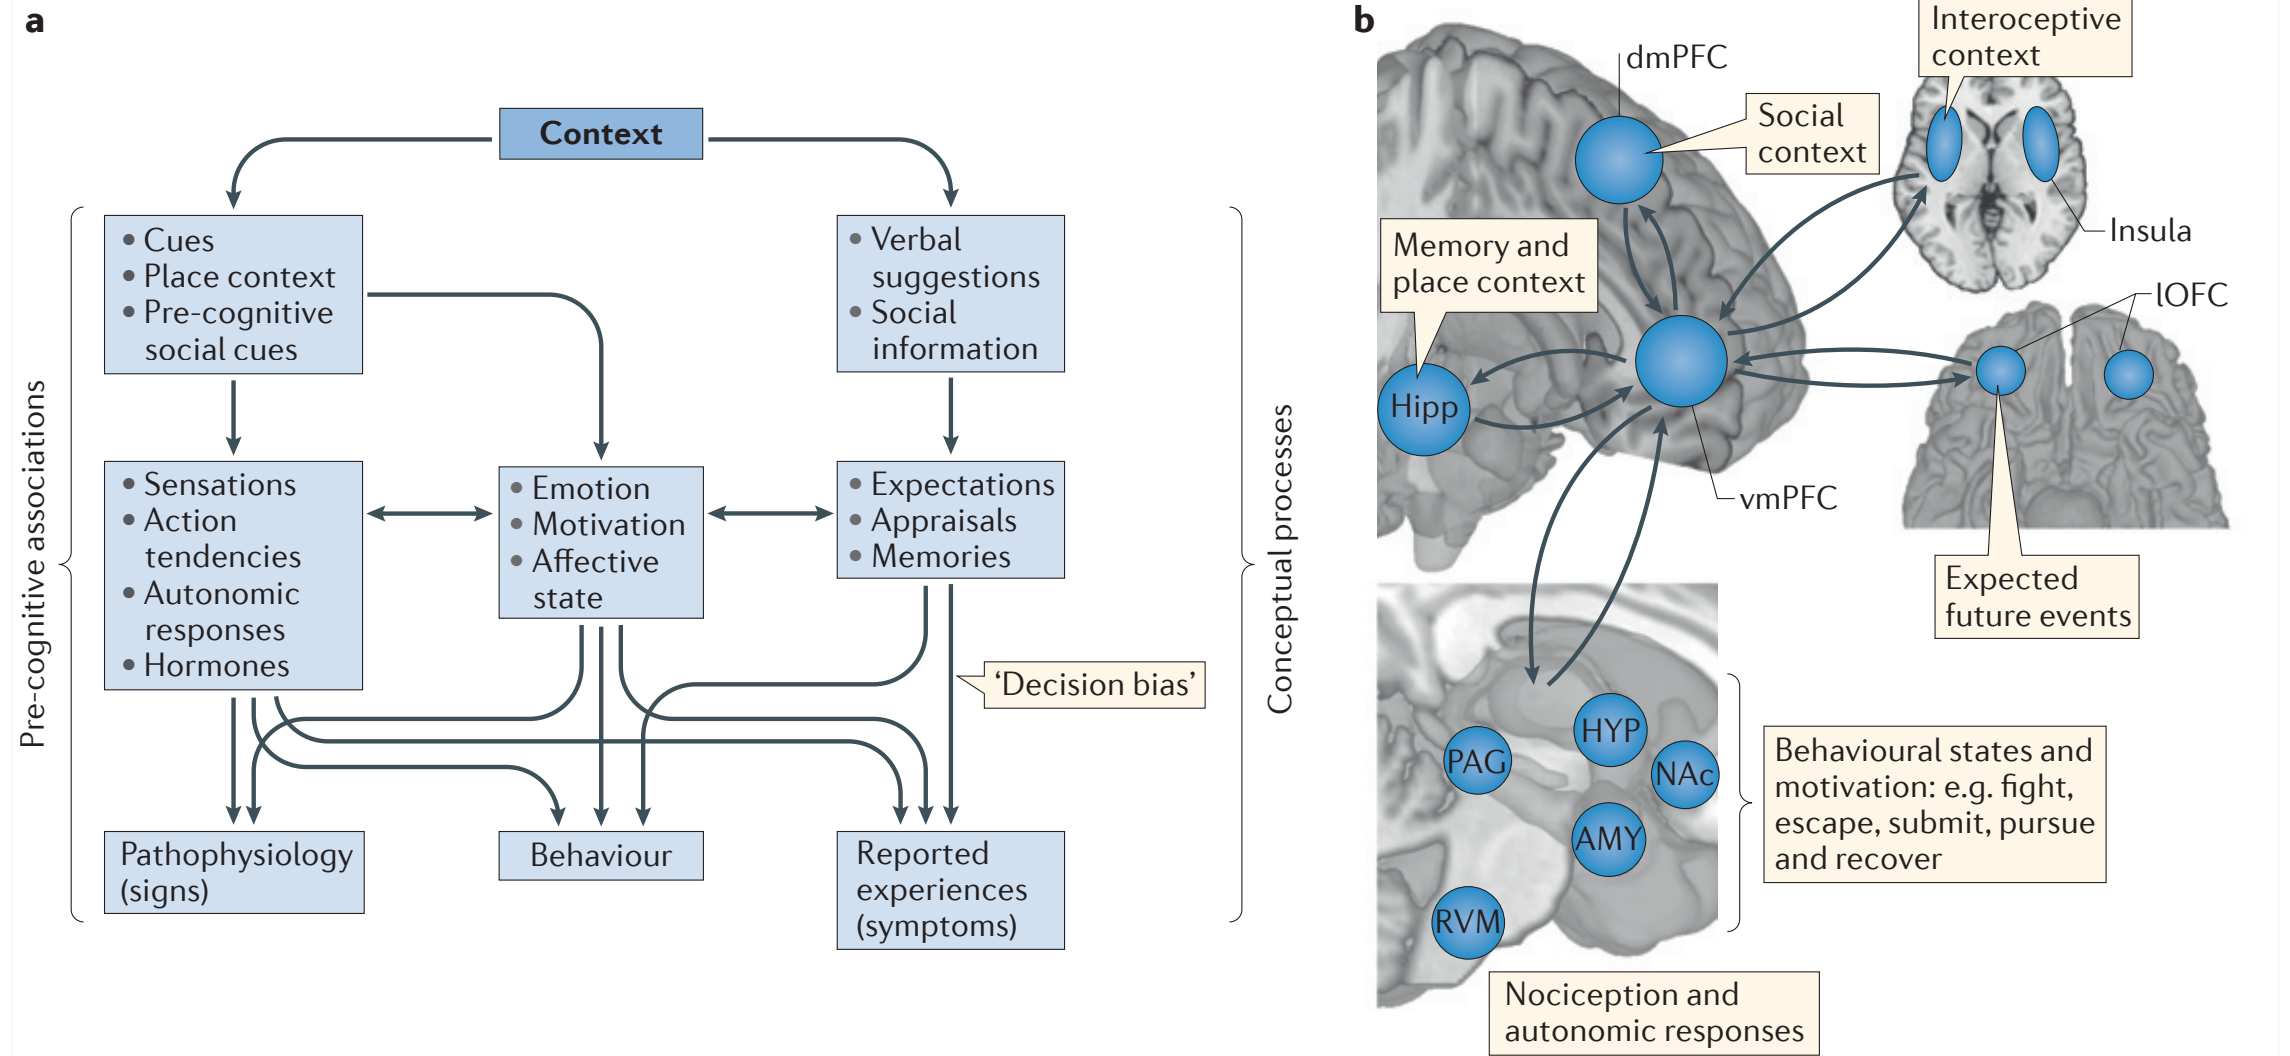 a
Context
• Cues
• Place context
• Pre-cognitive
social cues
• Verbal
suggestions
• Social
information
Pre-cognitive associations
• Sensations
• Action
tendencies
• Autonomic
responses
• Hormones
• Emotion
• Motivation
• Affective
state
• Expectations
• Appraisals
• Memories
‘Decision bias’
Conceptual processes
Pathophysiology
(signs)
Behaviour
Reported
experiences
(symptoms)
b
dmPFC
Social
context
Interoceptive
context
Insula
Memory and
place context
Hipp
vmPFC
lOFC
Expected
future events
HYP
PAG
NAc
AMY
RVM
Behavioural states and
motivation: e.g. fight,
escape, submit, pursue
and recover
Nociception and
autonomic responses